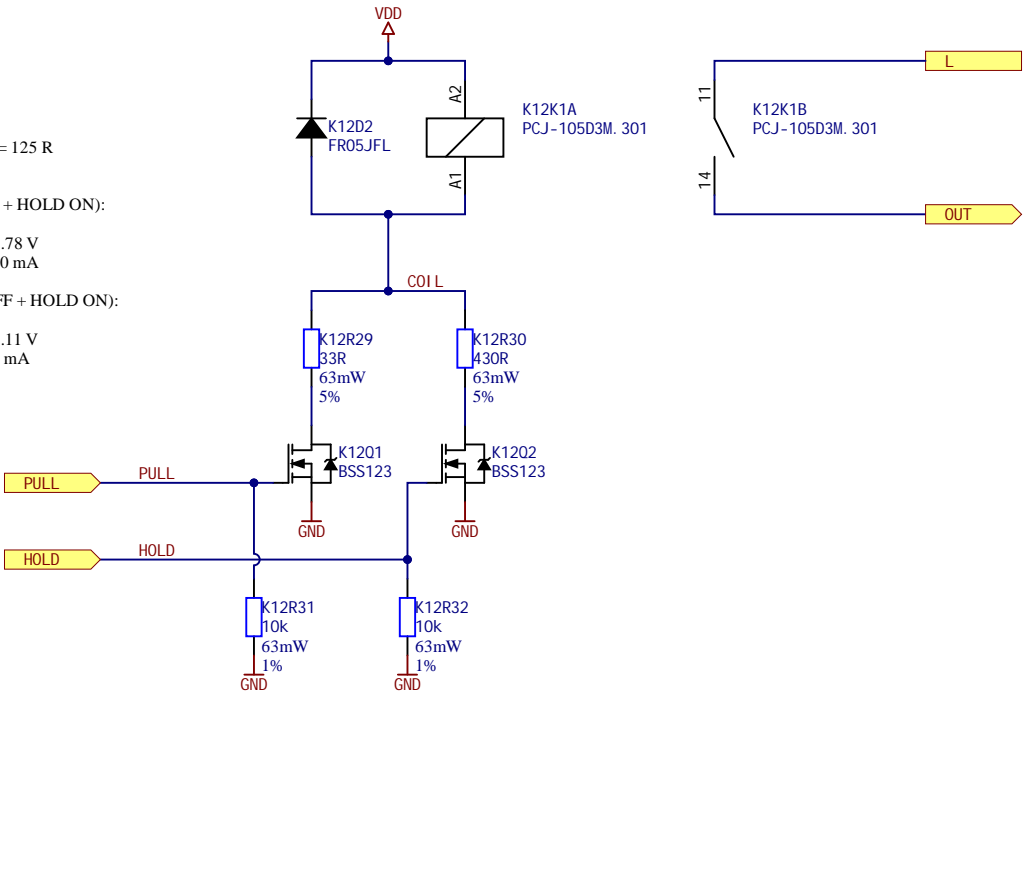 VDD
L
A2
11
K12K1A
PCJ-105D3M.301
K12K1B
PCJ-105D3M.301
K12D2
FR05JFL
= 125 R
A1
14
+ HOLD ON):
OUT
.78 V
0 mA
COIL
FF + HOLD ON):
.11 V
mA
K12R29
33R
63mW
5%
K12R30
430R
63mW
5%
K12Q1
BSS123
K12Q2
BSS123
PULL
PULL
GND
GND
HOLD
HOLD
K12R31
10k
63mW
1%
K12R32
10k
63mW
1%
GND
GND